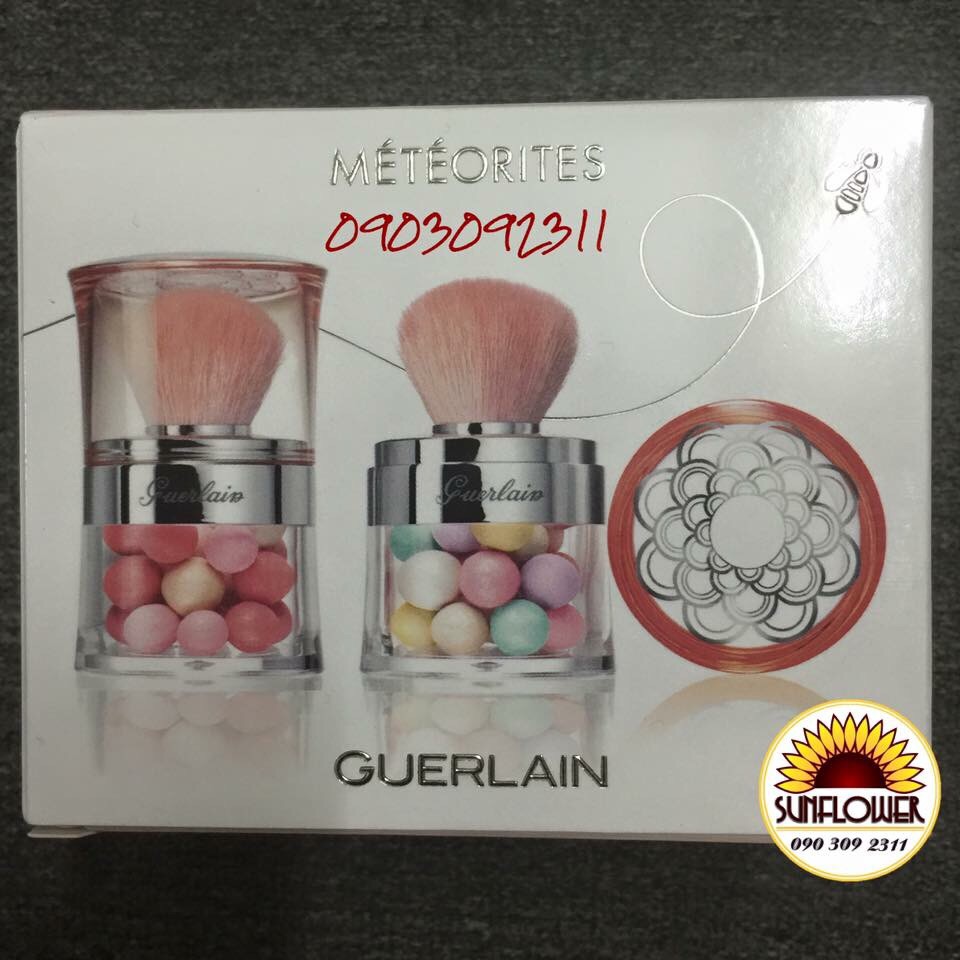 MÉTÉORITES
0903092311
Guerlain
Guerlain
GUERLAIN
SUNFLOWER
090 309 2311